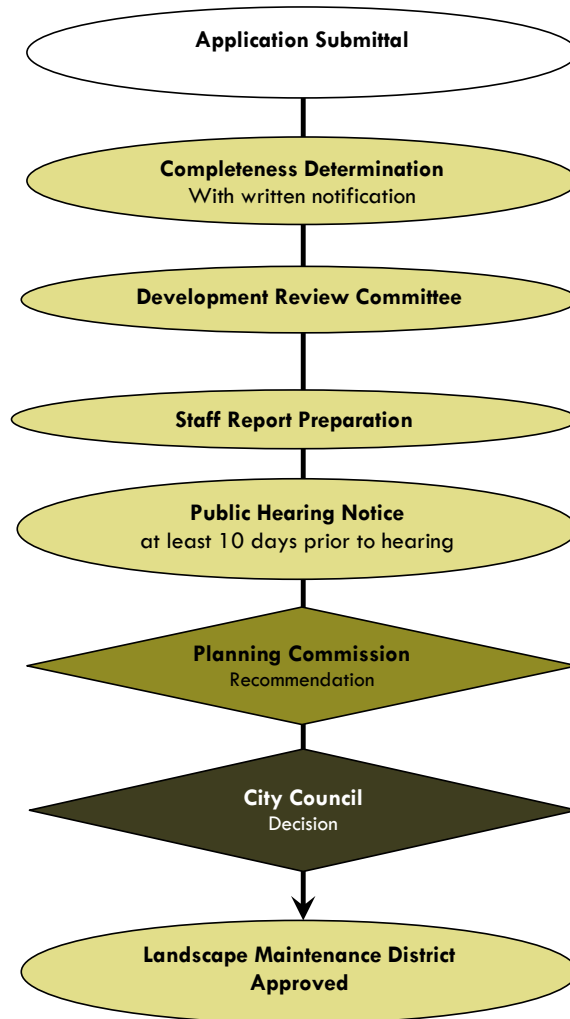 Application Submittal
Completeness Determination
With written notification
Development Review Committee
Staff Report Preparation
Public Hearing Notice
at least 10 days prior to hearing
Planning Commission
Recommendation
City Council
Decision
Landscape Maintenance District
Approved